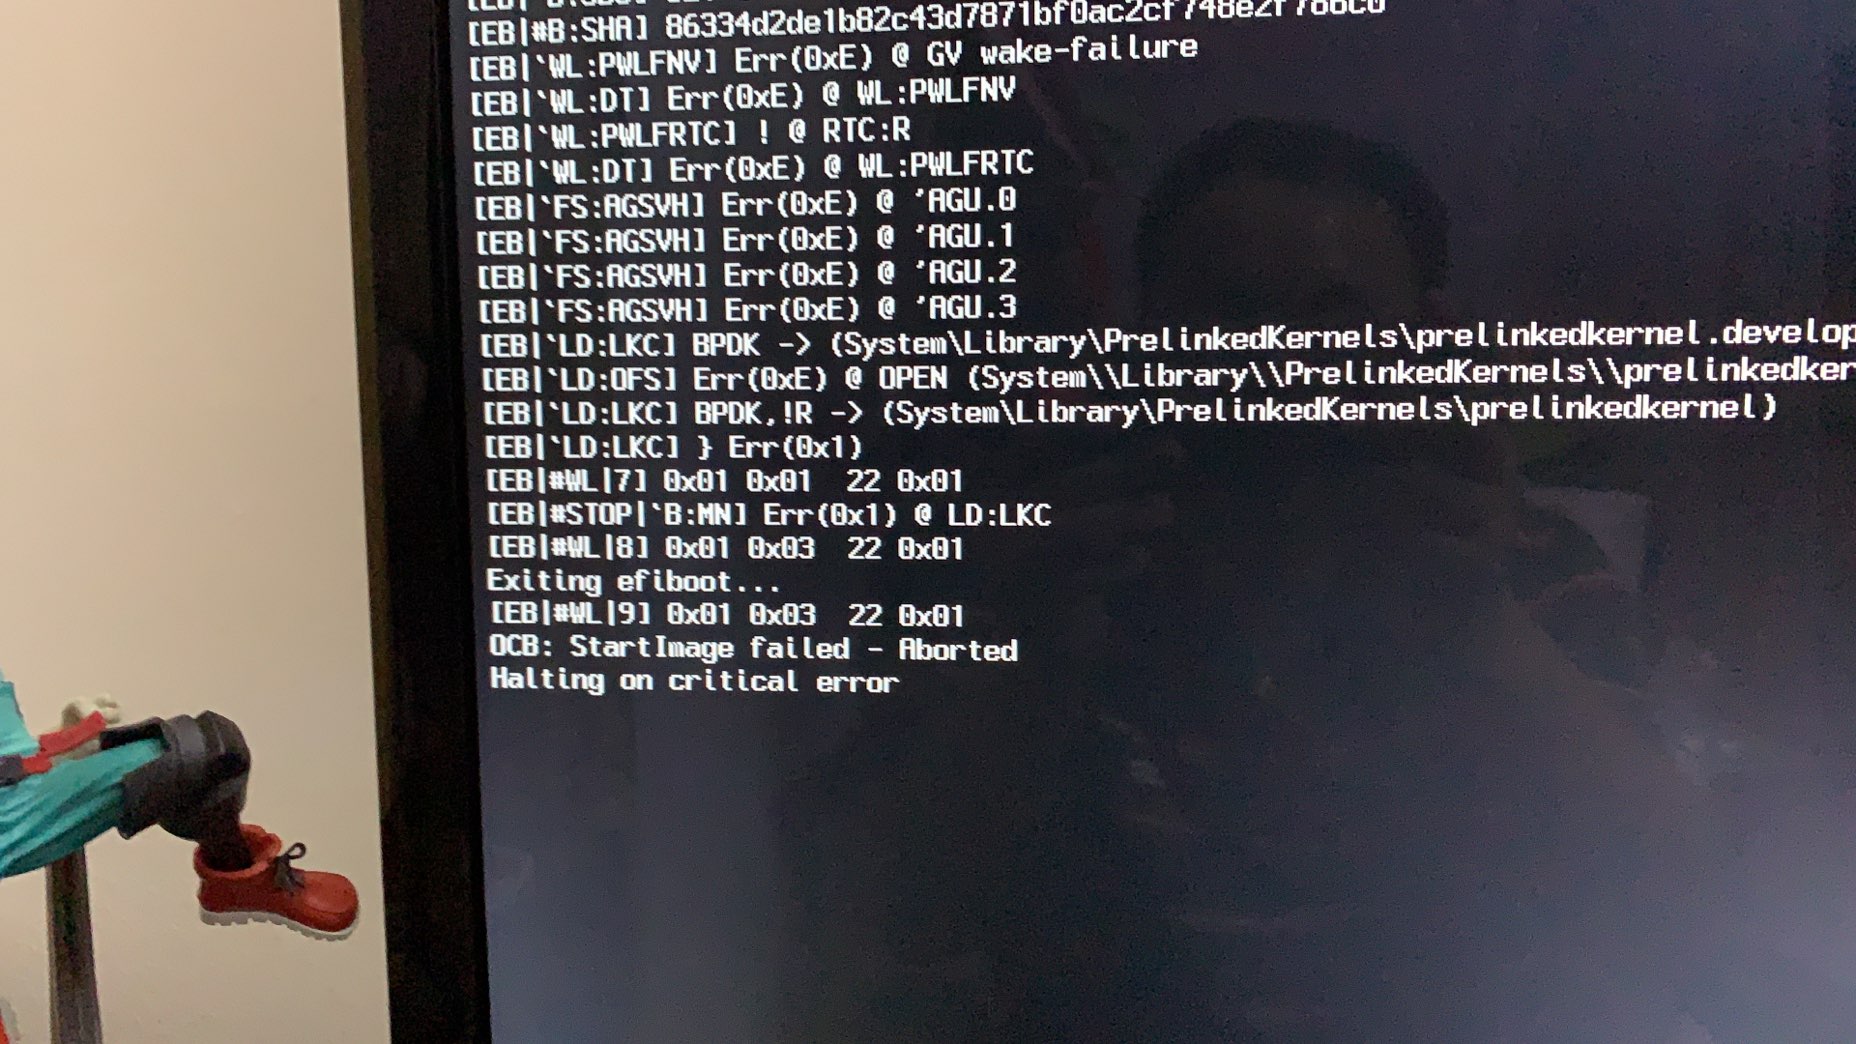 [EB|#B:SHA] 86334d2de1b82c43d7871bf0ac2cf748e2f786c0
[EB|`WL:PWLFNV] Err(0xE) @ GV wake-failure
[EB|`WL:DT] Err(0xE) @ WL:PWLFNV
[EB|`WL:PWLFRTC] ! @ RTC:R
[EB|`WL:DT] Err(0xE) @ WL:PWLFRTC
[EB|`FS:AGSVH] Err(0xE) @ 'AGU.0
[EB|`FS:AGSVH] Err(0xE) @ 'AGU.1
[EB|`FS:AGSVH] Err(0xE) @ 'AGU.2
[EB|`FS:AGSVH] Err(0xE) @ 'AGU.3
[EB|`LD:LKC] BPDK -> (System\Library\PrelinkedKernels\prelinkedkernel.develop
[EB|`LD:OFS] Err(0xE) @ OPEN (System\\Library\\PrelinkedKernels\\prelinkedker
[EB|`LD:LKC] BPDK,!R -> (System\Library\PrelinkedKernels\prelinkedkernel)
[EB|`LD:LKC] } Err(0x1)
[EB|#WL|7] 0x01 0x01  22 0x01
[EB|#STOP|`B:MN] Err(0x1) @ LD:LKC
[EB|#WL|8] 0x01 0x03  22 0x01
Exiting efiboot...
[EB|#WL|9] 0x01 0x03  22 0x01
OCB: StartImage failed - Aborted
Halting on critical error